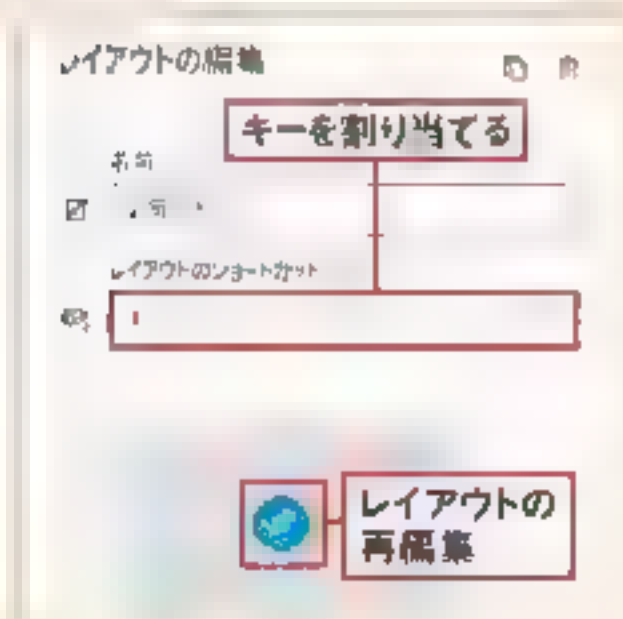 レイアウトの編集
キーを割り当てる
名前
レイアウトのショートカット
レイアウトの
再編集